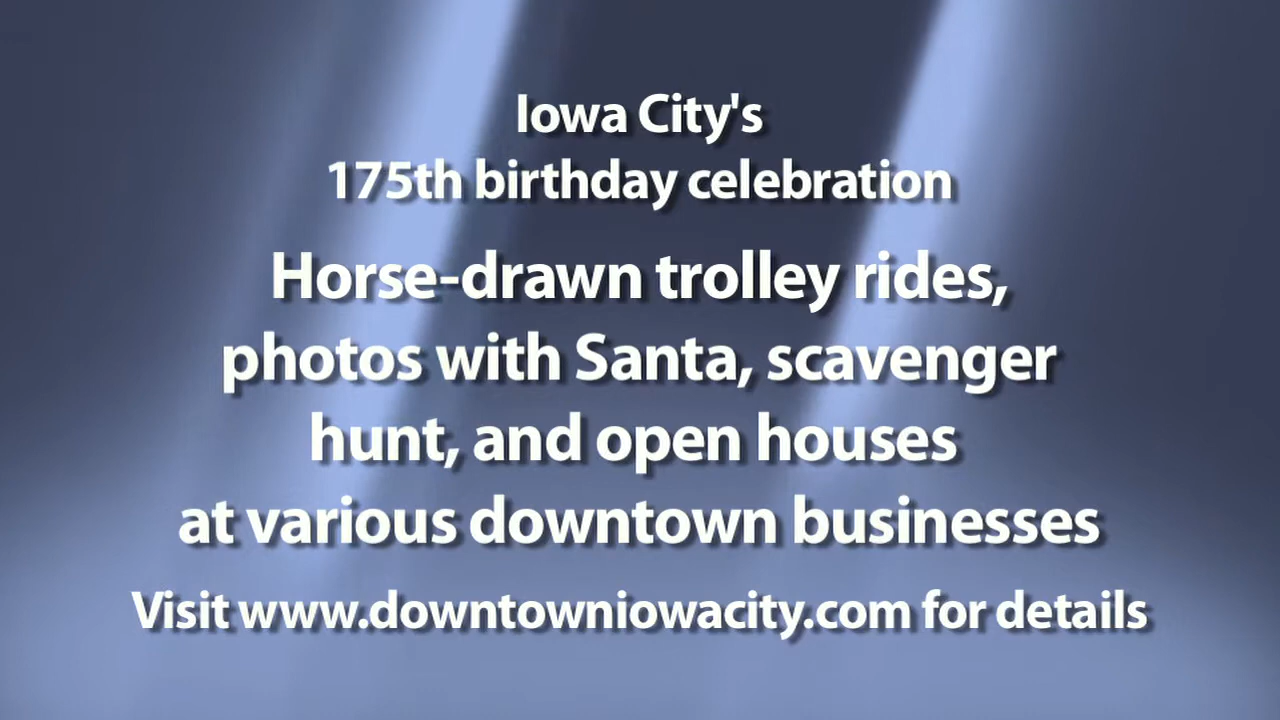 Iowa City's
175th birthday celebration
Horse-drawn trolley rides,
photos with Santa, scavenger
hunt, and open houses
at various downtown businesses
Visit www.downtowniowacity.com for details